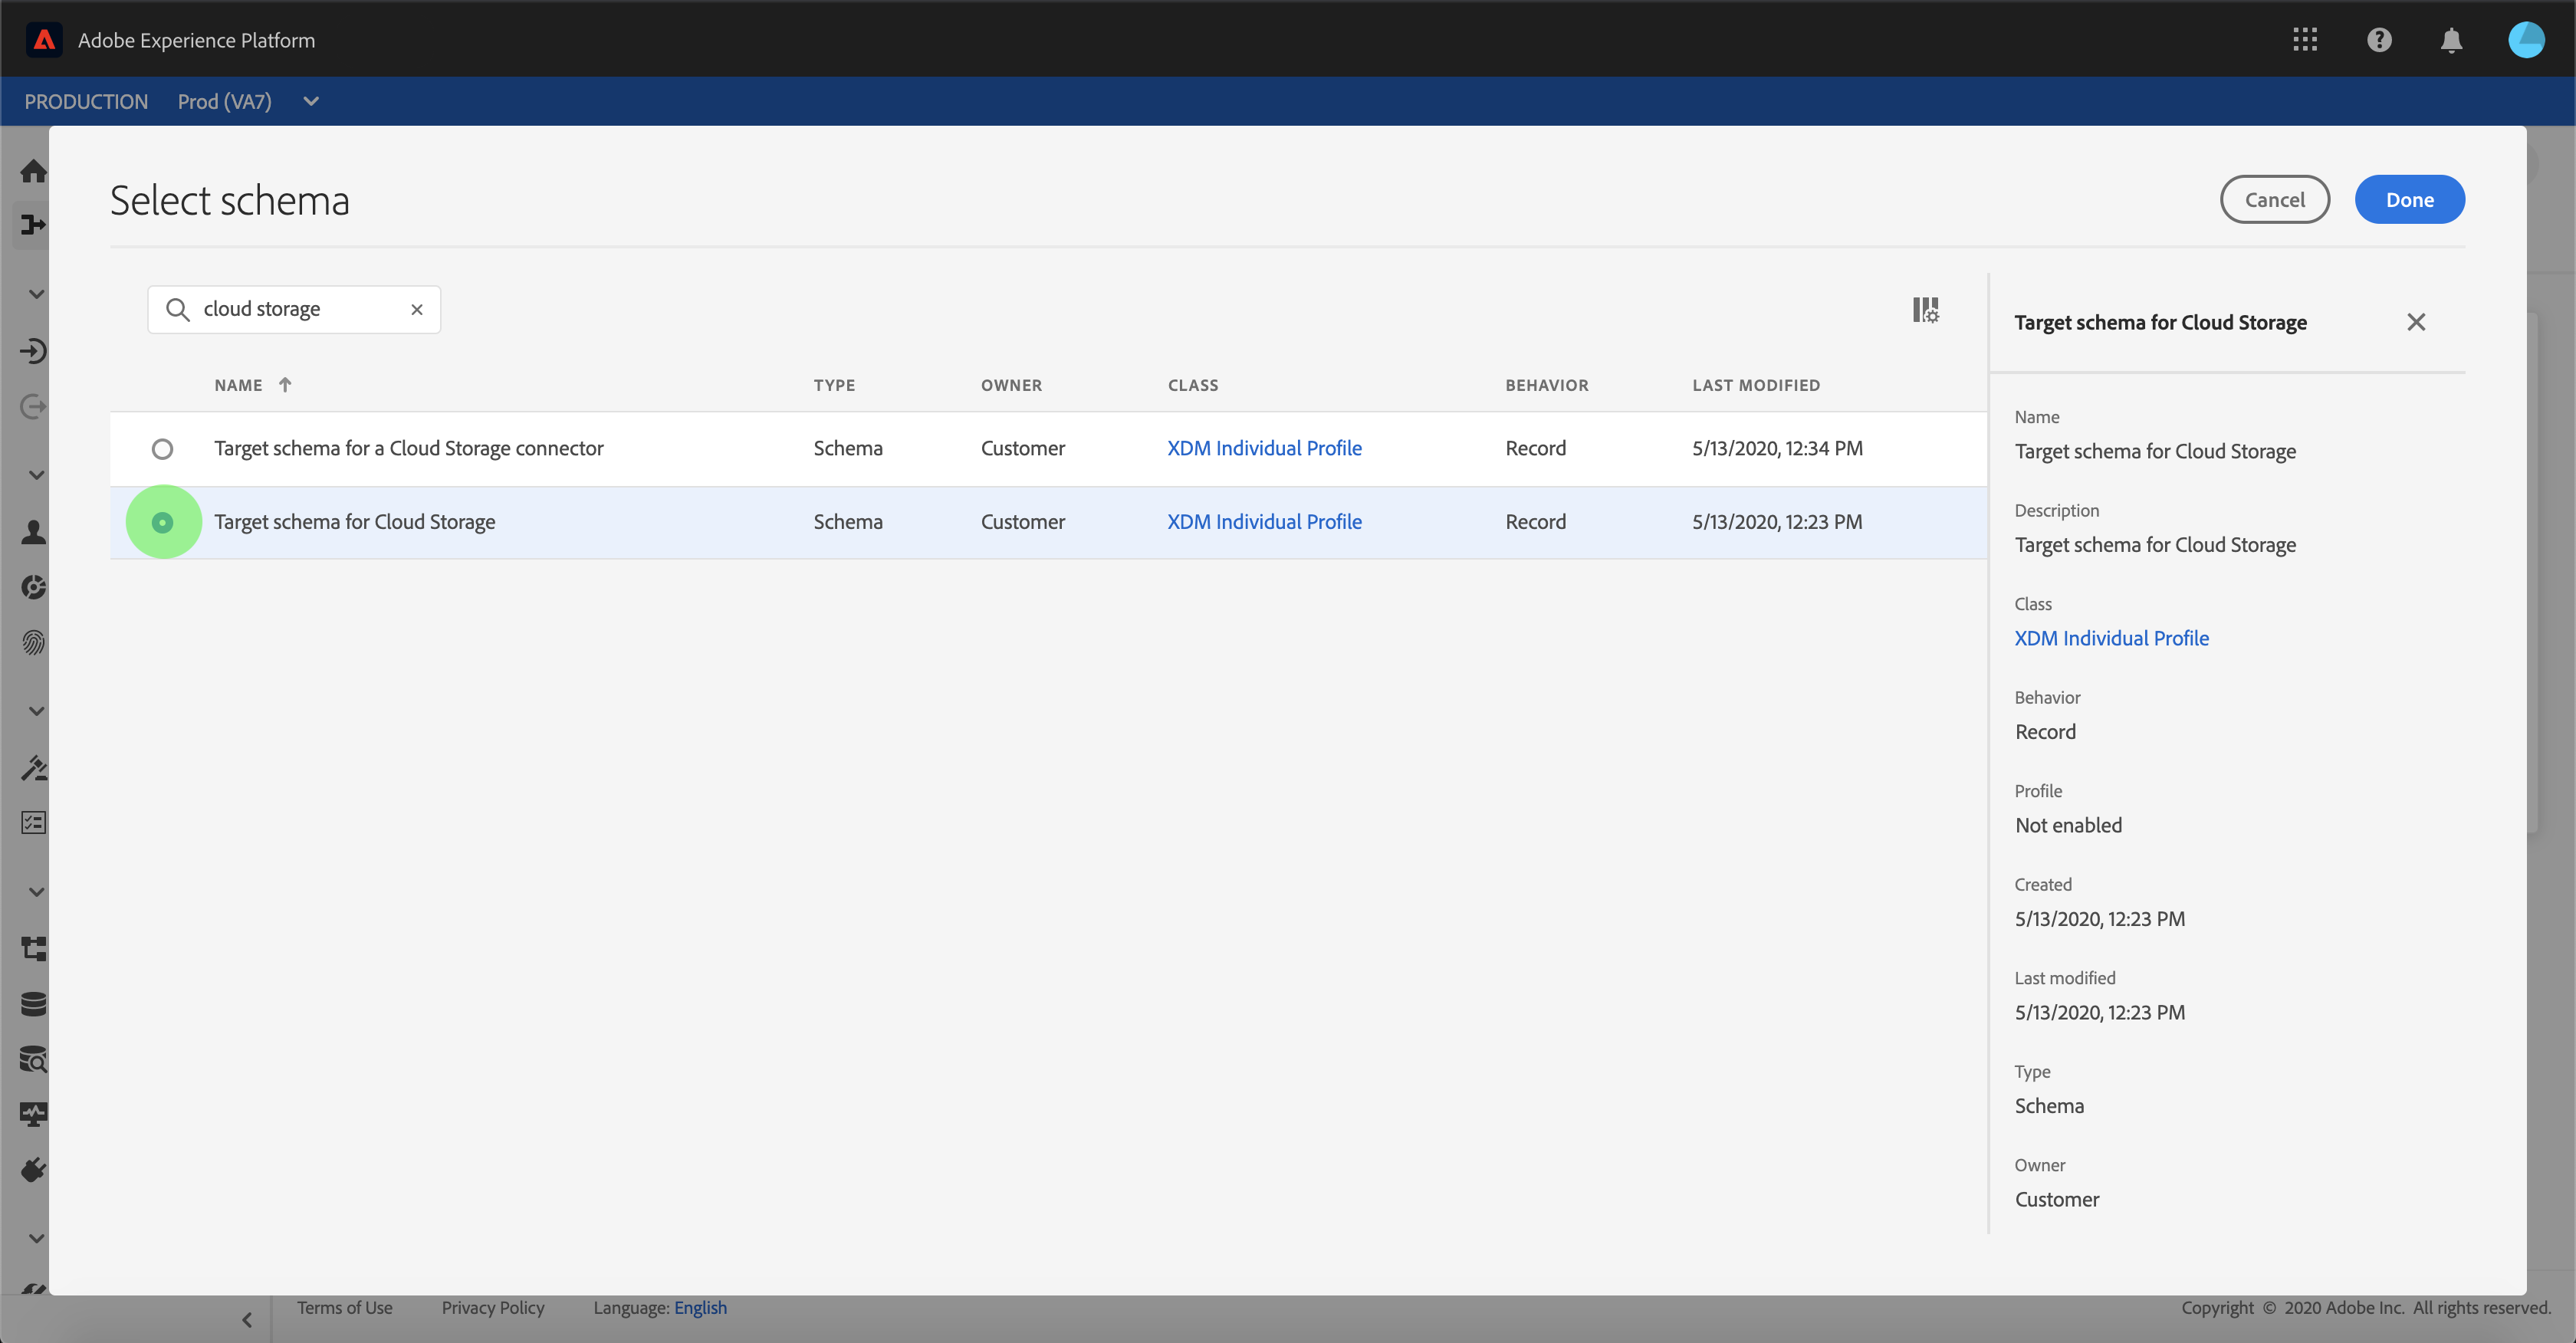 Adobe Experience Platform
PRODUCTION Prod (VA7)
Select schema
Cancel Done
cloud storage
NAME TYPE OWNER CLASS BEHAVIOR LAST MODIFIED
Target schema for a Cloud Storage connector Schema Customer XDM Individual Profile Record 5/13/2020, 12:34 PM
Target schema for Cloud Storage Schema Customer XDM Individual Profile Record 5/13/2020, 12:23 PM
Target schema for Cloud Storage
Name
Target schema for Cloud Storage
Description
Target schema for Cloud Storage
Class
XDM Individual Profile
Behavior
Record
Profile
Not enabled
Created
5/13/2020, 12:23 PM
Last modified
5/13/2020, 12:23 PM
Type
Schema
Owner
Customer
Terms of Use Privacy Policy Language: English Copyright © 2020 Adobe Inc. All rights reserved.